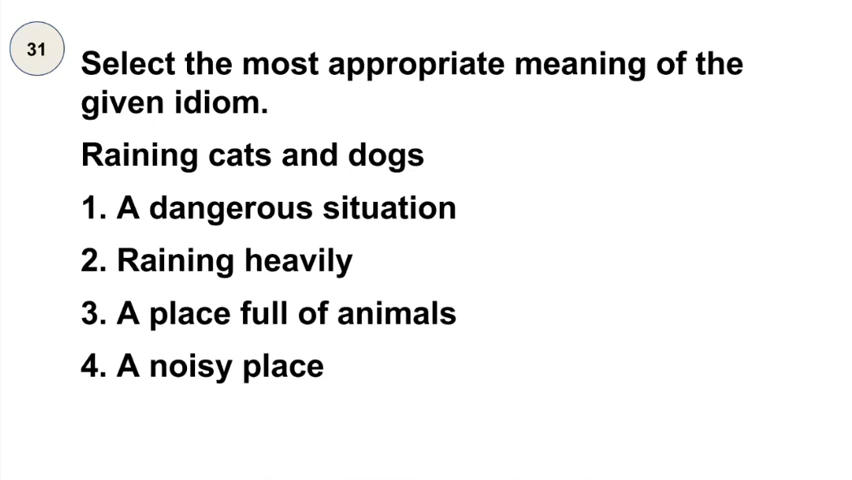 31
Select the most appropriate meaning of the
given idiom.
Raining cats and dogs
1. A dangerous situation
2. Raining heavily
3. A place full of animals
4. A noisy place